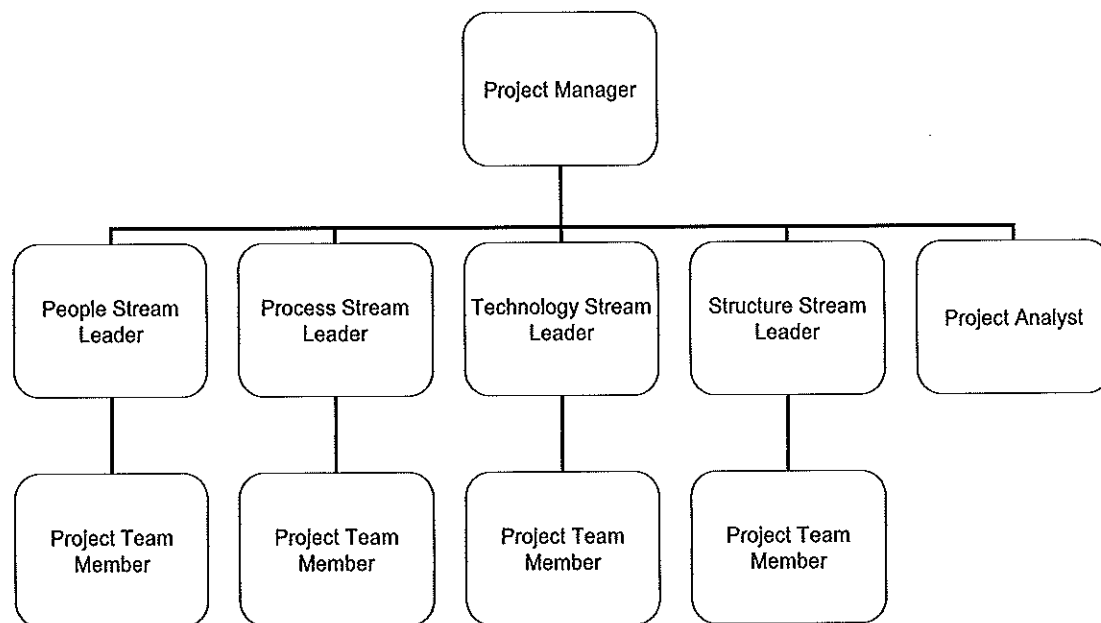 Project Manager
People Stream
Leader
Process Stream
Leader
Technology Stream
Leader
Structure Stream
Leader
Project Analyst
Project Team
Member
Project Team
Member
Project Team
Member
Project Team
Member